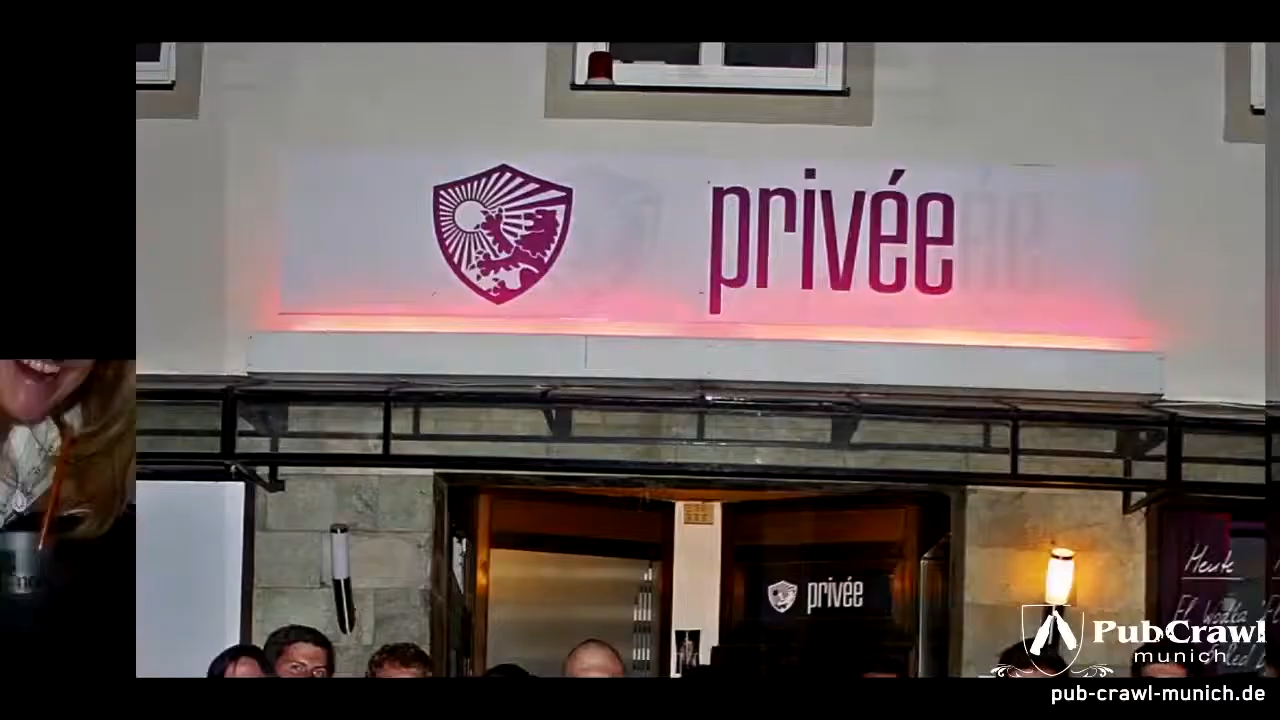 privée
privée
Heute
PubCrawl
munich
pub-crawl-munich.de